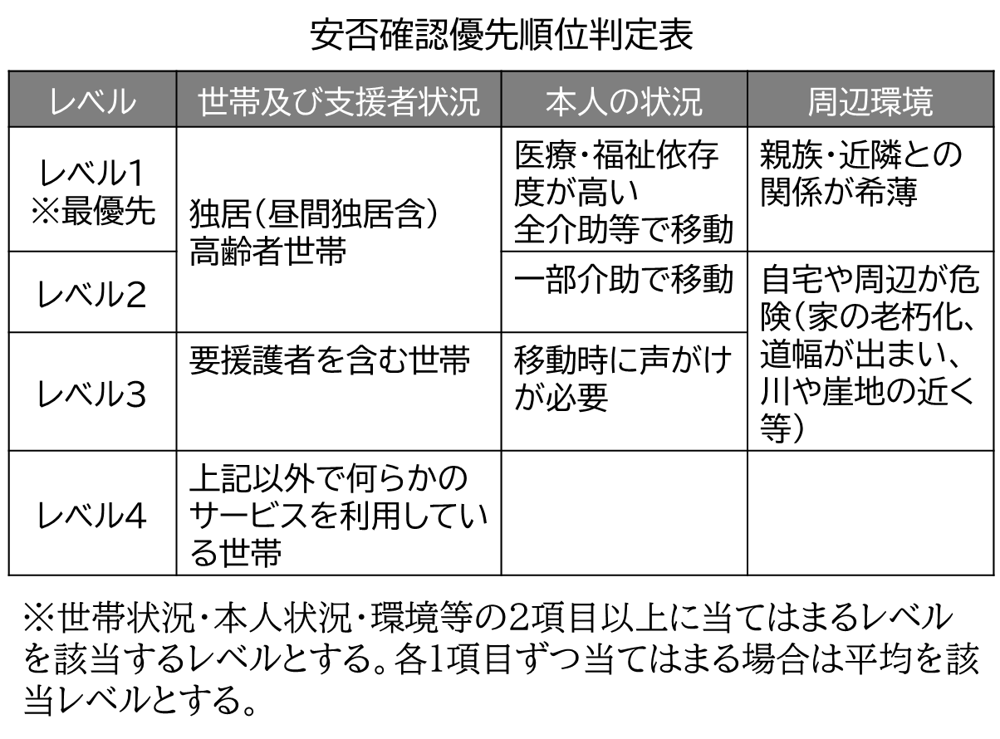 安否確認優先順位判定表
レベル
世帯及び支援者状況
本人の状況
周辺環境
レベル1
※最優先
独居(昼間独居含)
高齢者世帯
医療・福祉依存
度が高い
全介助等で移動
親族・近隣との
関係が希薄
レベル2
一部介助で移動
自宅や周辺が危
険(家の老朽化、
道幅が出まい、
川や崖地の近く
等)
レベル3
要援護者を含む世帯
移動時に声がけ
が必要
レベル4
上記以外で何らかの
サービスを利用してい
る世帯
※世帯状況・本人状況・環境等の2項目以上に当てはまるレベル
を該当するレベルとする。各1項目ずつ当てはまる場合は平均を該
当レベルとする。